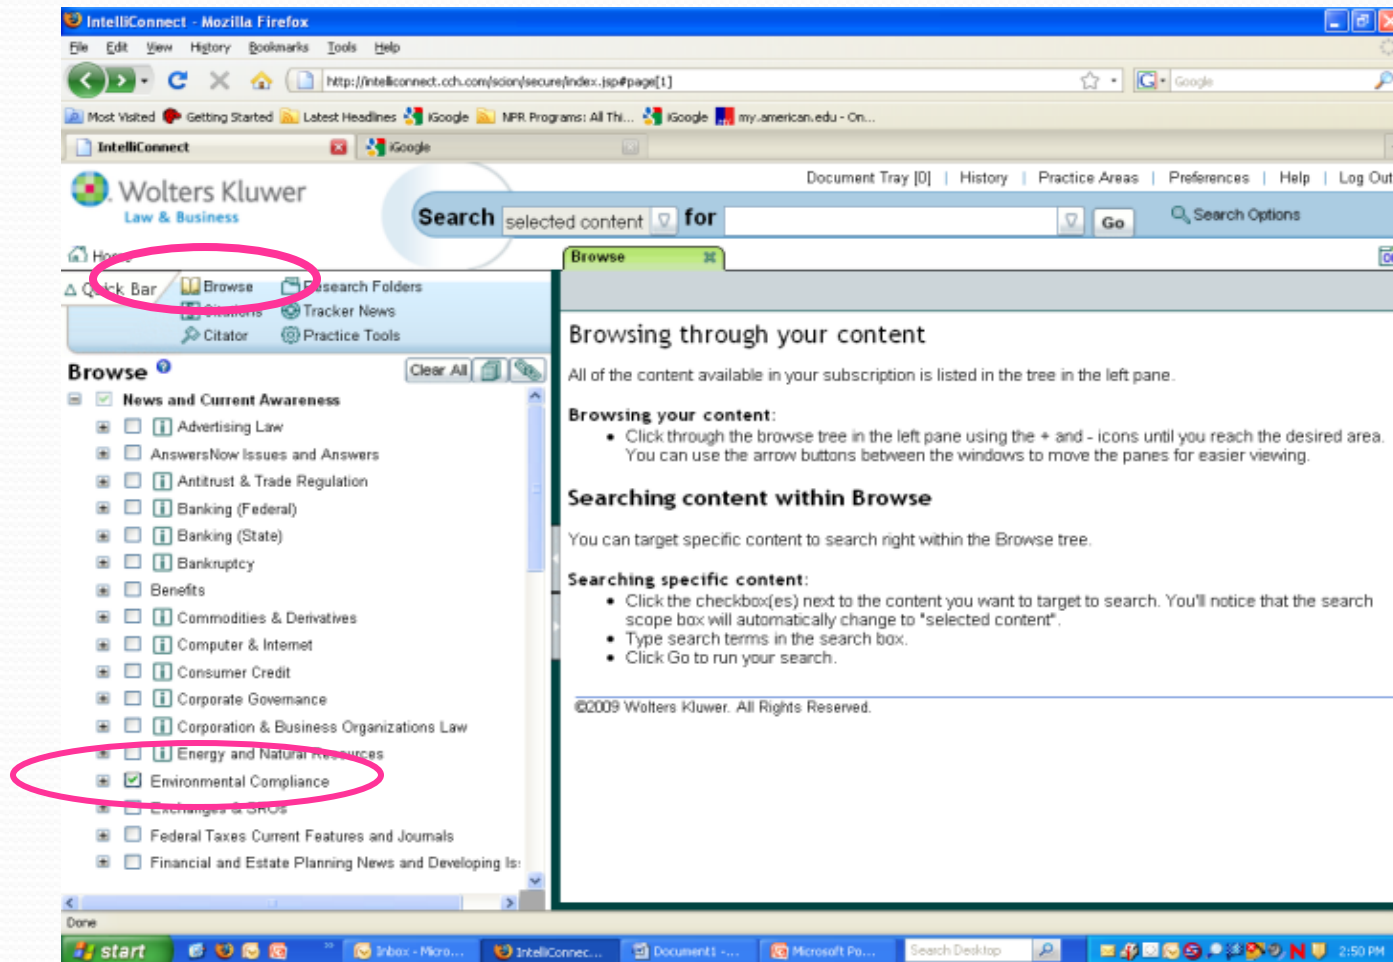 IntelliConnect - Mozilla Firefox
File Edit View History Bookmarks Tools Help
http://intelliconnect.cch.com/scion/secure/index.jsp#page[1]
Google
Most Visited Getting Started Latest Headlines iGoogle NPR Programs: All Thi... iGoogle my.american.edu - On...
IntelliConnect iGoogle
Document Tray [0] | History | Practice Areas | Preferences | Help | Log Out
Wolters Kluwer
Law & Business
Search selected content for Go Search Options
Browse
Quick Bar Browse Research Folders
Citations Tracker News
Citator Practice Tools
Browse Clear All
News and Current Awareness
Advertising Law
AnswersNow Issues and Answers
Antitrust & Trade Regulation
Banking (Federal)
Banking (State)
Bankruptcy
Benefits
Commodities & Derivatives
Computer & Internet
Consumer Credit
Corporate Governance
Corporation & Business Organizations Law
Energy and Natural Resources
Environmental Compliance
Exchanges & SROs
Federal Taxes Current Features and Journals
Financial and Estate Planning News and Developing Is
Browsing through your content
All of the content available in your subscription is listed in the tree in the left pane.
Browsing your content:
• Click through the browse tree in the left pane using the + and - icons until you reach the desired area.
You can use the arrow buttons between the windows to move the panes for easier viewing.
Searching content within Browse
You can target specific content to search right within the Browse tree.
Searching specific content:
• Click the checkbox(es) next to the content you want to target to search. You'll notice that the search
scope box will automatically change to "selected content".
• Type search terms in the search box.
• Click Go to run your search.
©2009 Wolters Kluwer. All Rights Reserved.
Done
start Inbox - Micro... IntelliConnec... Document1 -... Microsoft Po... Search Desktop 2:50 PM